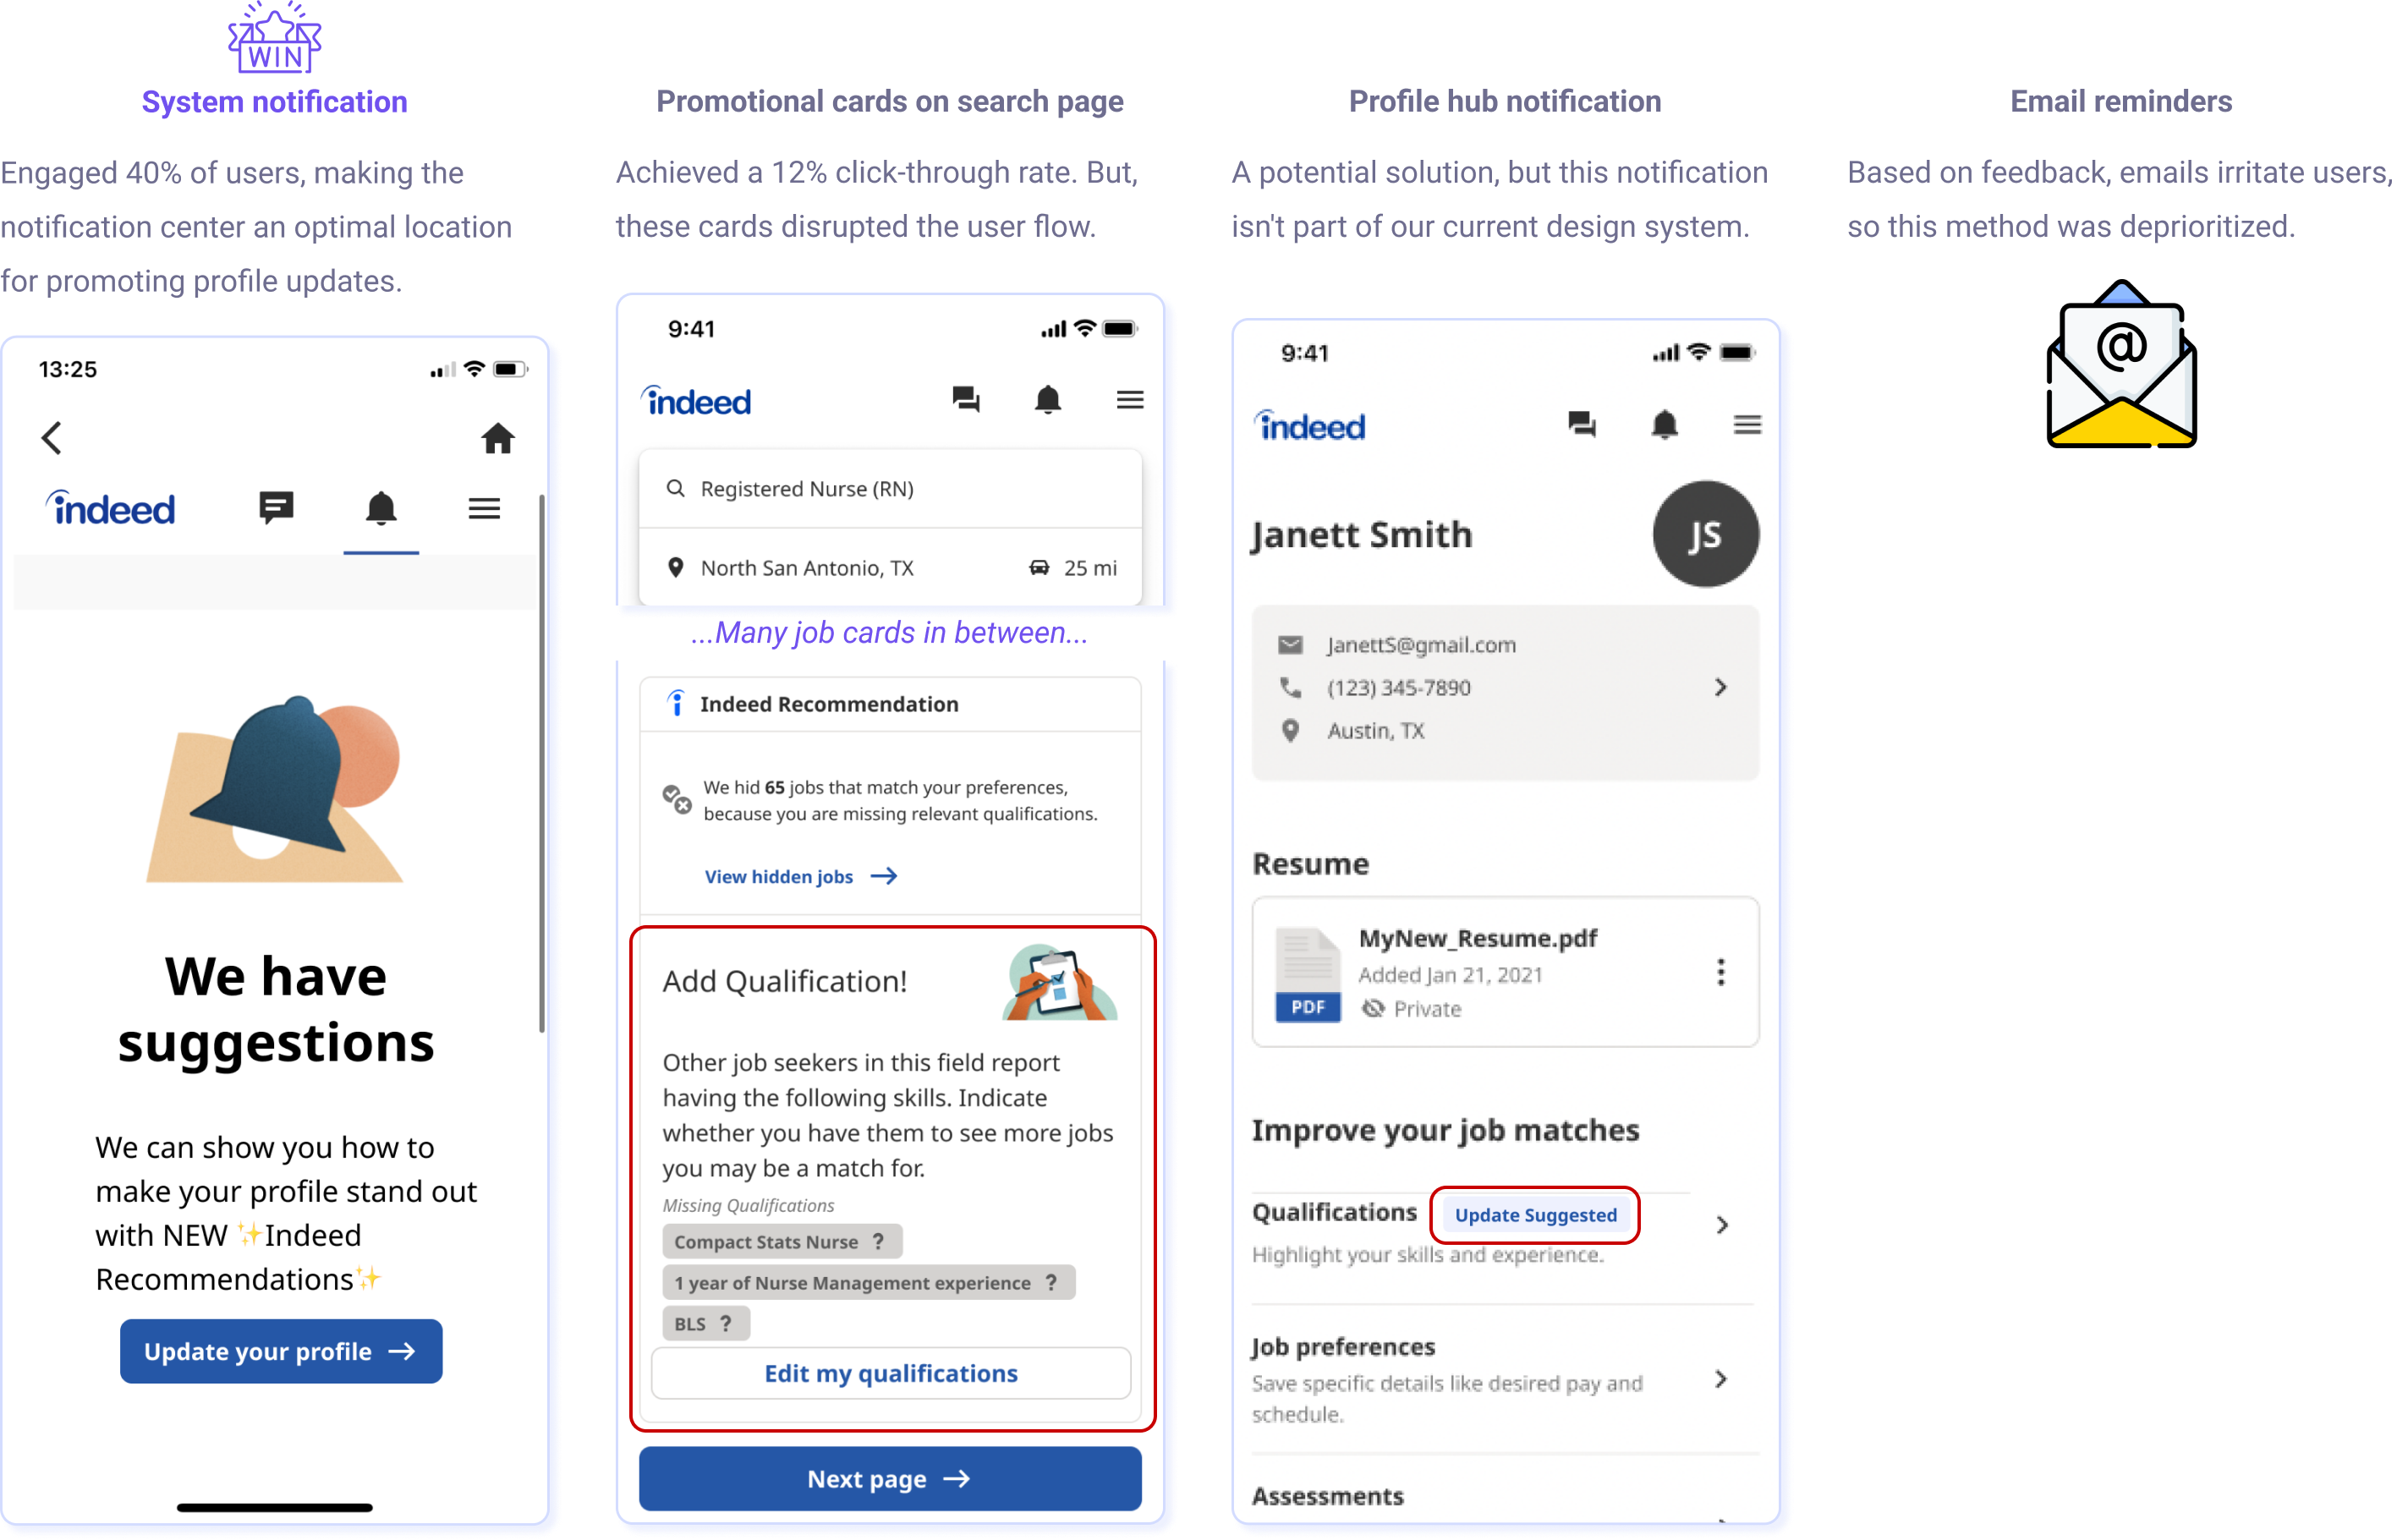 WIN
System notification
Engaged 40% of users, making the
notification center an optimal location
for promoting profile updates.
13:25
indeed
We have
suggestions
We can show you how to
make your profile stand out
with NEW ✨Indeed
Recommendations✨
Update your profile →
Promotional cards on search page
Achieved a 12% click-through rate. But,
these cards disrupted the user flow.
9:41
indeed
Registered Nurse (RN)
North San Antonio, TX 25 mi
...Many job cards in between...
i Indeed Recommendation
We hid 65 jobs that match your preferences,
because you are missing relevant qualifications.
View hidden jobs →
Add Qualification!
Other job seekers in this field report
having the following skills. Indicate
whether you have them to see more jobs
you may be a match for.
Missing Qualifications
Compact Stats Nurse ?
1 year of Nurse Management experience ?
BLS ?
Edit my qualifications
Next page →
Profile hub notification
A potential solution, but this notification
isn't part of our current design system.
9:41
indeed
Janett Smith
JS
JanettS@gmail.com
(123) 345-7890
Austin, TX
Resume
MyNew_Resume.pdf
Added Jan 21, 2021
PDF
Private
Improve your job matches
Qualifications Update Suggested
Highlight your skills and experience.
Job preferences
Save specific details like desired pay and
schedule.
Assessments
Email reminders
Based on feedback, emails irritate users,
so this method was deprioritized.
@